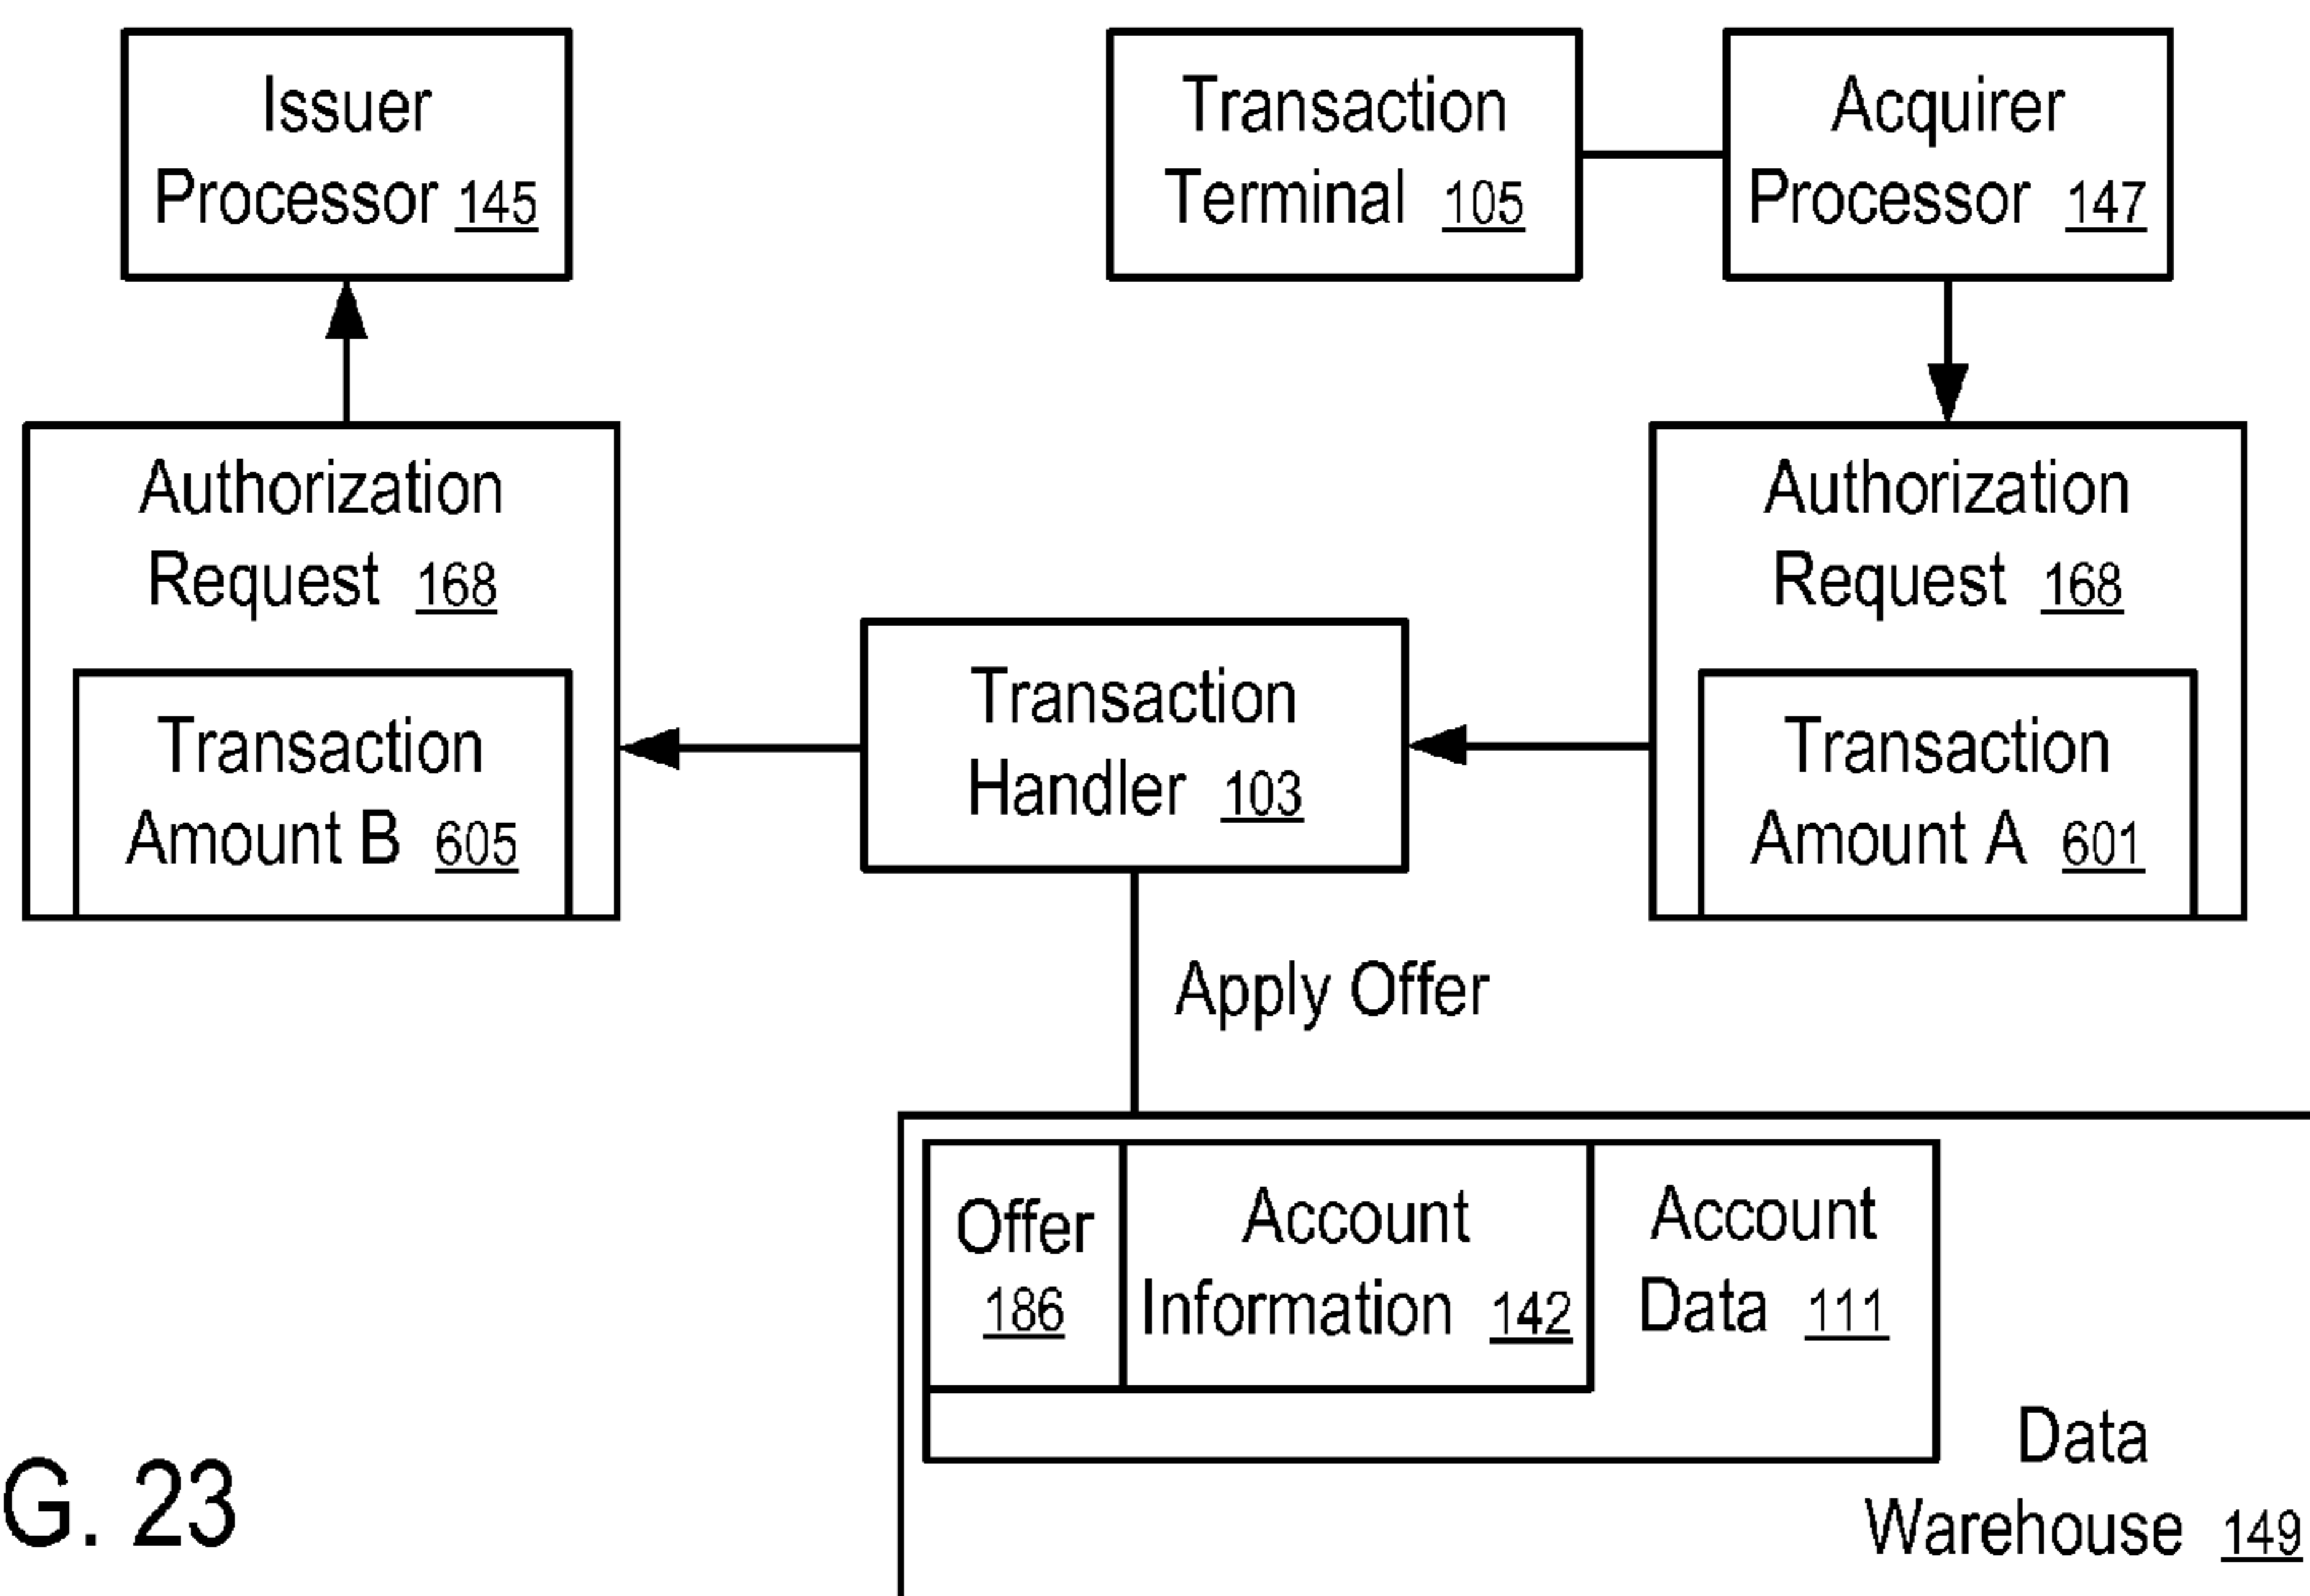 Issuer
Processor 145
Transaction
Terminal 105
Acquirer
Processor 147
Authorization
Request 168
Transaction
Amount B 605
Transaction
Handler 103
Authorization
Request 168
Transaction
Amount A 601
Apply Offer
Offer
186
Account
Information 142
Account
Data 111
Data
Warehouse 149
G. 23